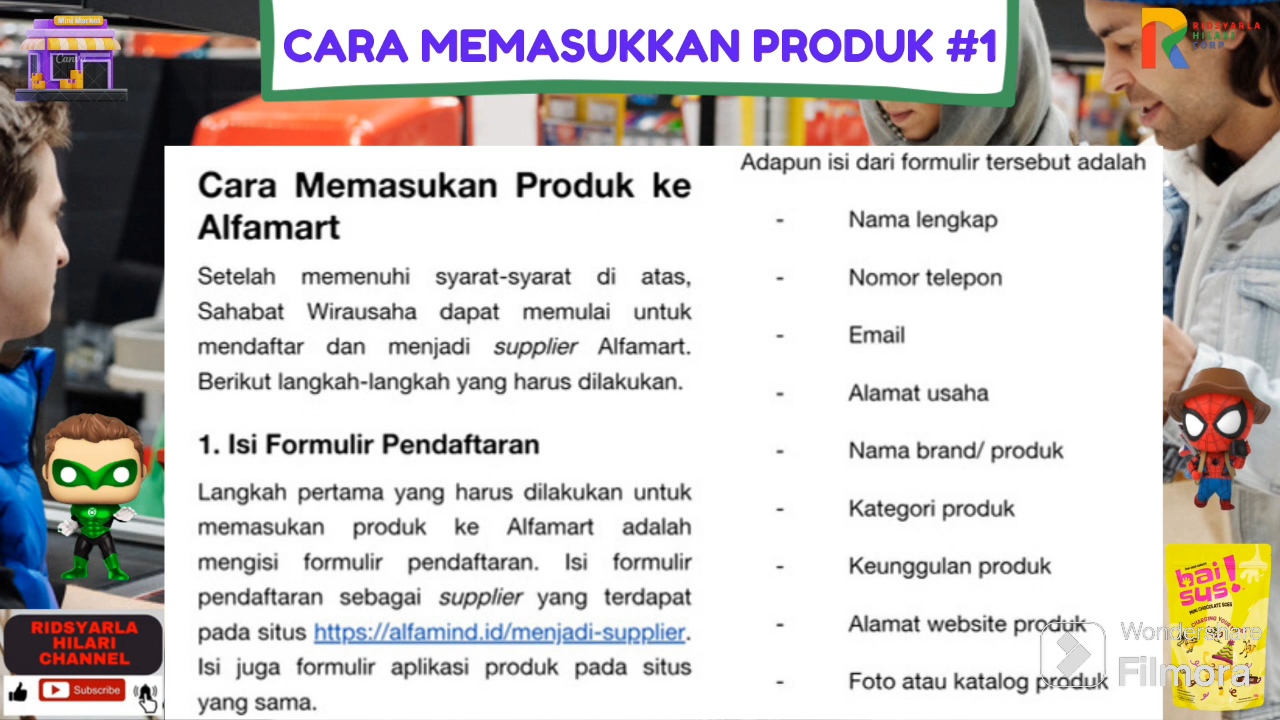 Mini Market
Canva
CARA MEMASUKKAN PRODUK #1
RIDSYARLA
HILARI
CORP
Cara Memasukan Produk ke
Alfamart
Setelah memenuhi syarat-syarat di atas,
Sahabat Wirausaha dapat memulai untuk
mendaftar dan menjadi supplier Alfamart.
Berikut langkah-langkah yang harus dilakukan.
1. Isi Formulir Pendaftaran
Langkah pertama yang harus dilakukan untuk
memasukan produk ke Alfamart adalah
mengisi formulir pendaftaran. Isi formulir
pendaftaran sebagai supplier yang terdapat
pada situs https://alfamind.id/menjadi-supplier.
Isi juga formulir aplikasi produk pada situs
yang sama.
Adapun isi dari formulir tersebut adalah
- Nama lengkap
- Nomor telepon
- Email
- Alamat usaha
- Nama brand/ produk
- Kategori produk
- Keunggulan produk
- Alamat website produk
- Foto atau katalog produk
RIDSYARLA
HILARI
CHANNEL
Subscribe
hai
sus!
MINI CHOCOLATE SOES
Wondershare
Filmora